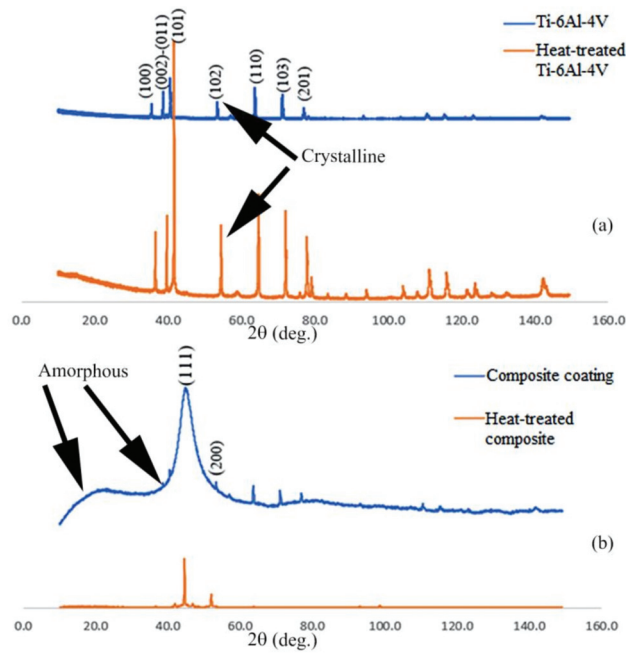 Ti-6Al-4V
Heat-treated
Ti-6Al-4V
(100)
(002)-(011)
(101)
(102)
(110)
(103)
(201)
Crystalline
(a)
0.0 20.0 40.0 60.0 80.0 100.0 120.0 140.0 160.0
2θ (deg.)
Amorphous
(111)
(200)
Composite coating
Heat-treated
composite
(b)
0.0 20.0 40.0 60.0 80.0 100.0 120.0 140.0 160.0
2θ (deg.)